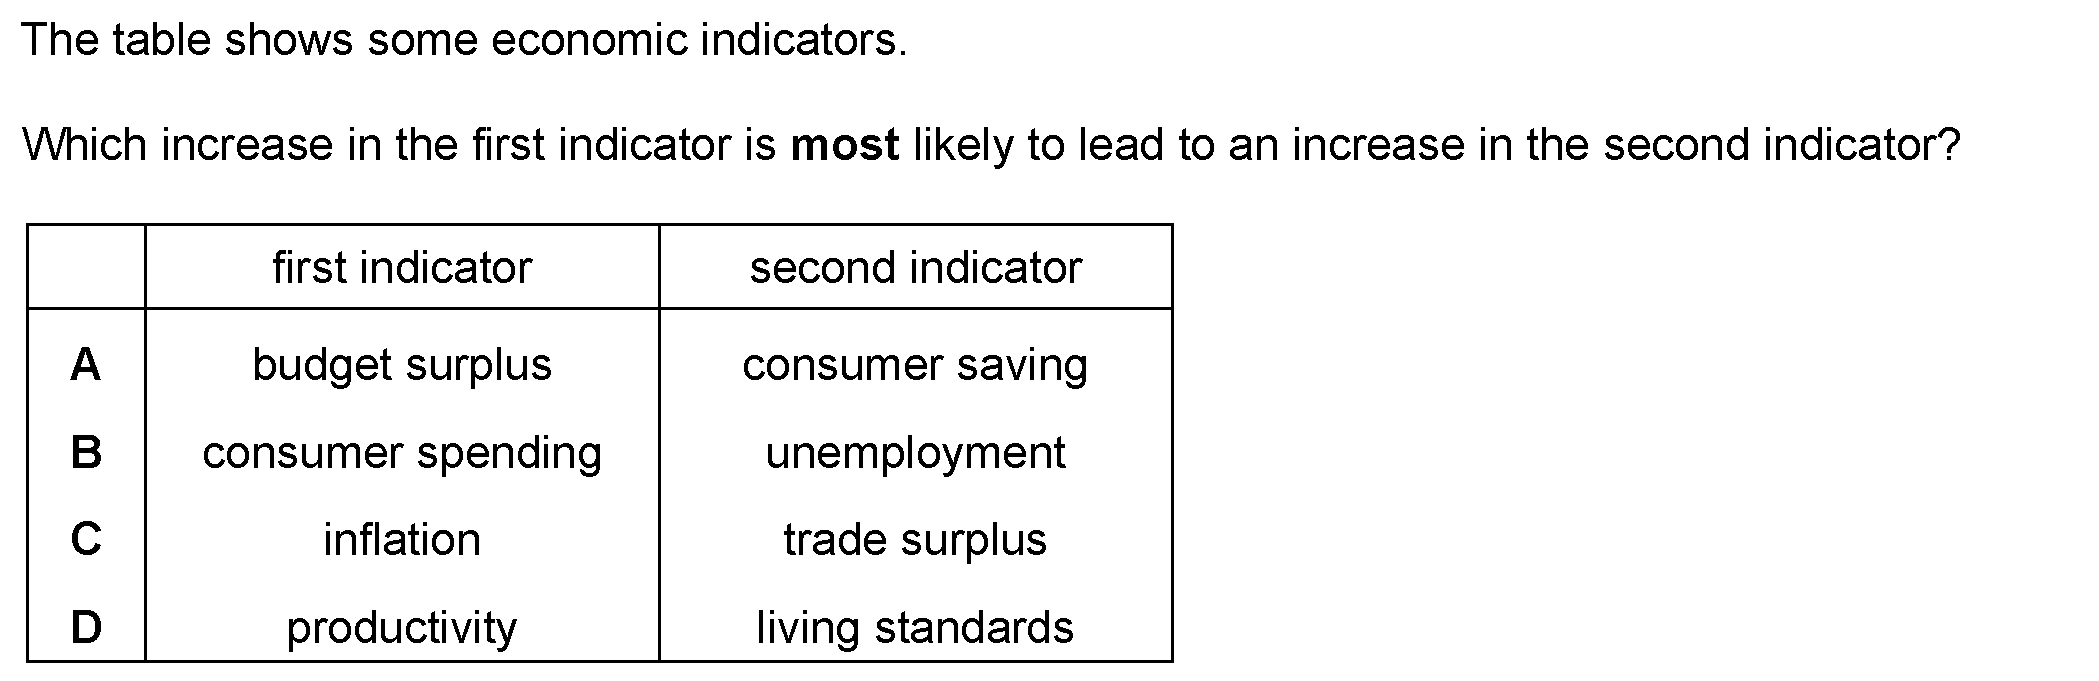 The table shows some economic indicators.
Which increase in the first indicator is most likely to lead to an increase in the second indicator?
first indicator second indicator
A budget surplus consumer saving
B consumer spending unemployment
C inflation trade surplus
D productivity living standards